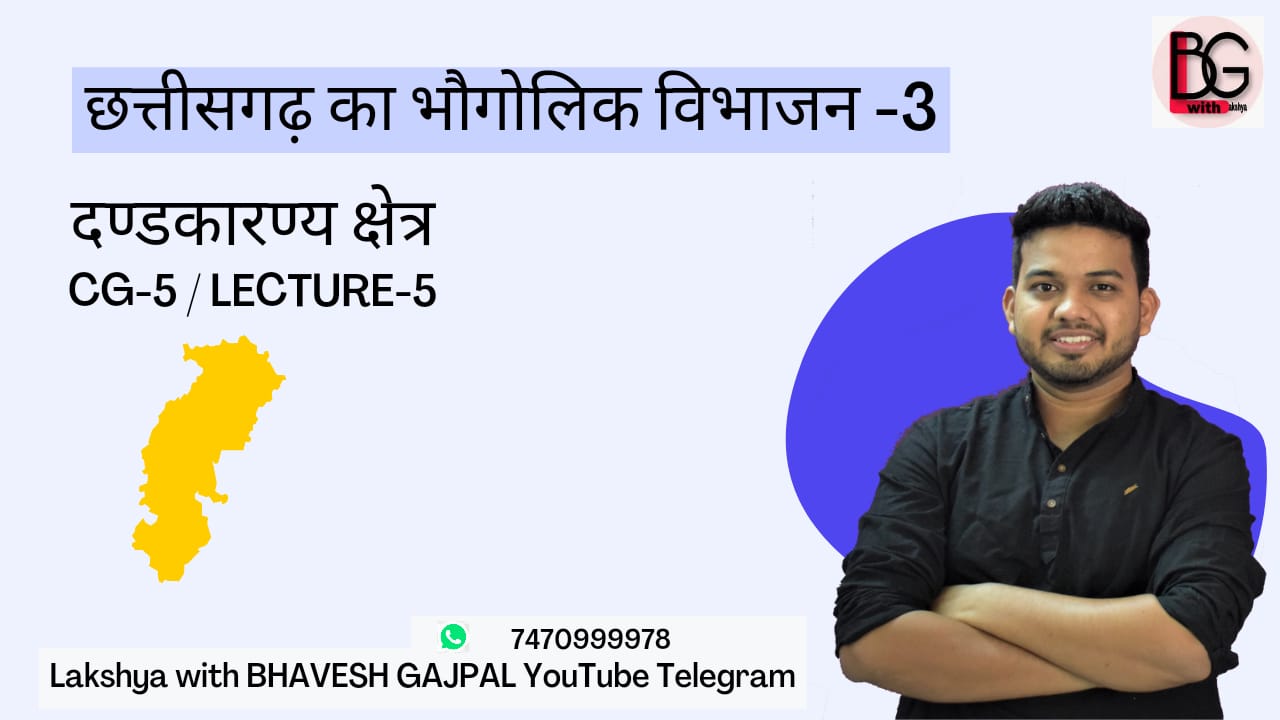 छत्तीसगढ़ का भौगोलिक विभाजन -3
BG
with Lakshya
दण्डकारण्य क्षेत्र
CG-5 / LECTURE-5
7470999978
Lakshya with BHAVESH GAJPAL YouTube Telegram